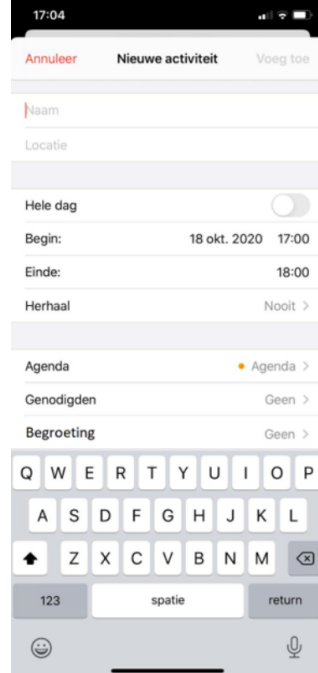 17:04
Annuleer Nieuwe activiteit Voeg toe
Naam
Locatie
Hele dag
Begin: 18 okt. 2020 17:00
Einde: 18:00
Herhaal Nooit >
Agenda Agenda >
Genodigden Geen >
Begroeting Geen >
Q W E R T Y U I O P
A S D F G H J K L
Z X C V B N M
123 spatie return